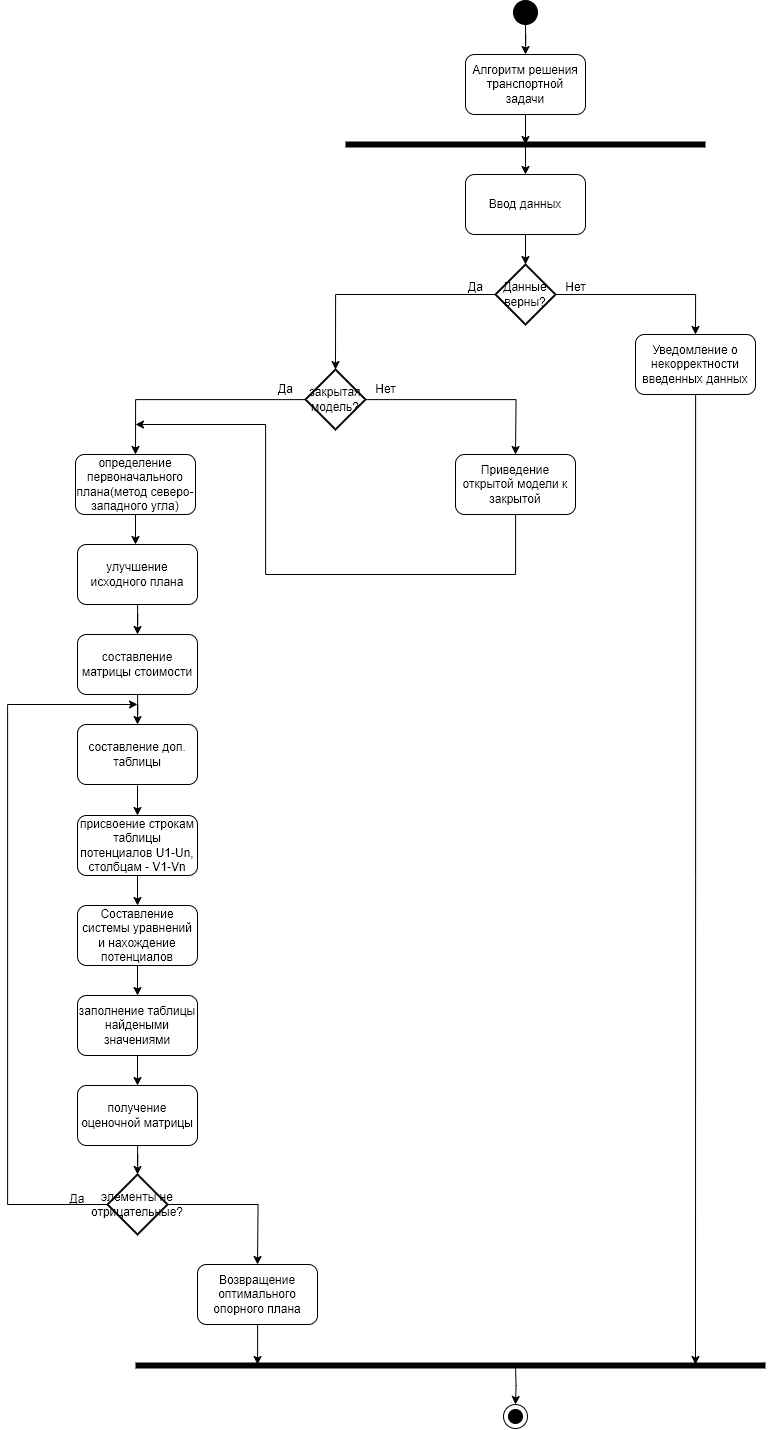 Алгоритм решения
транспортной
задачи
Ввод данных
Да
Данные
верны?
Нет
Уведомление о
некорректности
введенных данных
Да
закрытая
модель?
Нет
определение
первоначального
плана(метод северо-
западного угла)
Приведение
открытой модели к
закрытой
улучшение
исходного плана
составление
матрицы стоимости
составление доп.
таблицы
присвоение строкам
таблицы
потенциалов U1-Un,
столбцам - V1-Vn
Составление
системы уравнений
и нахождение
потенциалов
заполнение таблицы
найдеными
значениями
получение
оценочной матрицы
Да
элементы не
отрицательные?
Возвращение
оптимального
опорного плана